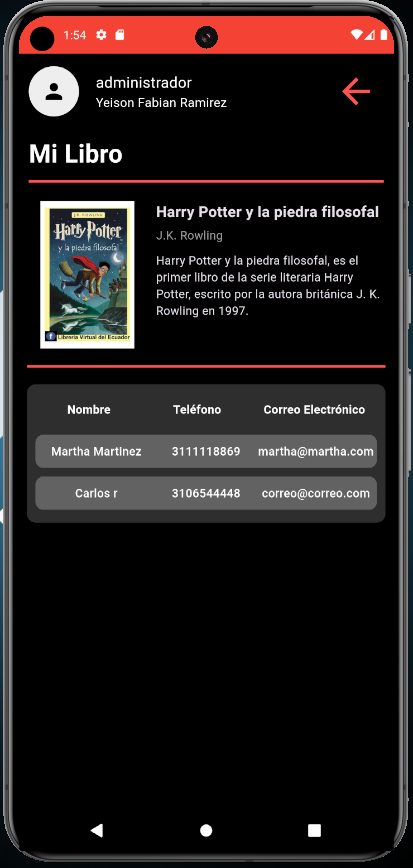 1:54
administrador
Yeison Fabian Ramirez
Mi Libro
J.K. ROWLING
Harry Potter
y la piedra filosofal
Librería Virtual del Ecuador
Harry Potter y la piedra filosofal
J.K. Rowling
Harry Potter y la piedra filosofal, es el
primer libro de la serie literaria Harry
Potter, escrito por la autora británica J. K.
Rowling en 1997.
Nombre Teléfono Correo Electrónico
Martha Martinez 3111118869 martha@martha.com
Carlos r 3106544448 correo@correo.com